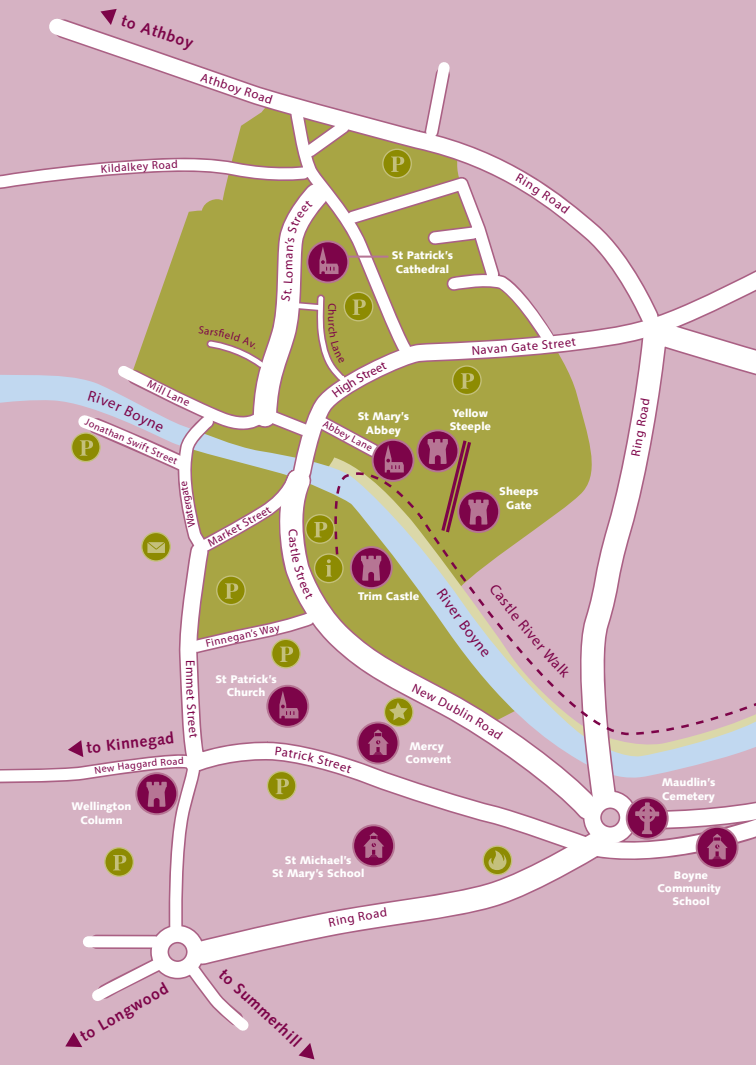 to Athboy
Athboy Road
P
Kildalkey Road
Ring Road
St. Loman's Street
St Patrick's
Cathedral
P
Church Lane
Sarsfield Av.
Navan Gate Street
High Street
P
Mill Lane
River Boyne
Jonathan Swift Street
P
Abbey Lane
St Mary's
Abbey
Yellow
Steeple
Ring Road
Sheeps
Gate
Watergate
Market Street
Castle Street
P
i
Trim Castle
P
River Boyne
Castle River Walk
Finnegan's Way
P
Emmet Street
St Patrick's
Church
New Dublin Road
Mercy
Convent
to Kinnegad
New Haggard Road
Patrick Street
P
Wellington
Column
P
Maudlin's
Cemetery
St Michael's
St Mary's School
Boyne
Community
School
Ring Road
to Longwood
to Summerhill